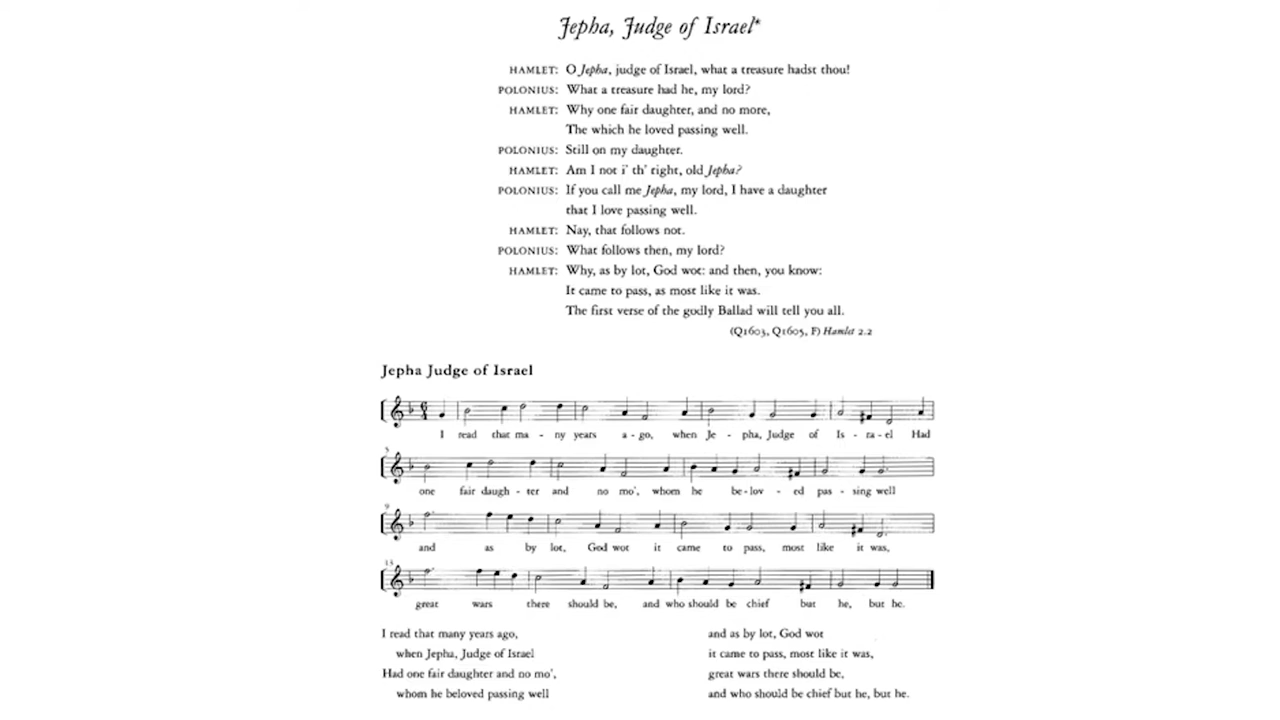 Jepha, Judge of Israel*
HAMLET: O Jepha, judge of Israel, what a treasure hadst thou!
POLONIUS: What a treasure had he, my lord?
HAMLET: Why one fair daughter, and no more,
The which he loved passing well.
POLONIUS: Still on my daughter.
HAMLET: Am I not i' th' right, old Jepha?
POLONIUS: If you call me Jepha, my lord, I have a daughter
that I love passing well.
HAMLET: Nay, that follows not.
POLONIUS: What follows then, my lord?
HAMLET: Why, as by lot, God wot: and then, you know:
It came to pass, as most like it was.
The first verse of the godly Ballad will tell you all.
(Q1603, Q1605, F) Hamlet 2.2
Jepha Judge of Israel
6
4
I read that ma - ny years a - go, when Je - pha, Judge of Is - ra - el Had
5
one fair daugh - ter and no mo', whom he be - lov - ed pas - sing well
9
and as by lot, God wot it came to pass, most like it was,
13
great wars there should be, and who should be chief but he, but he.
I read that many years ago,
when Jepha, Judge of Israel
Had one fair daughter and no mo',
whom he beloved passing well
and as by lot, God wot
it came to pass, most like it was,
great wars there should be,
and who should be chief but he, but he.